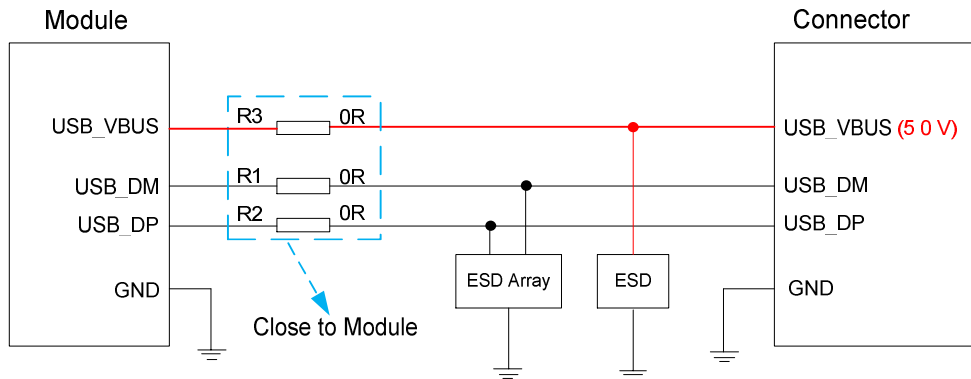 Module
Connector
USB_VBUS
R3
0R
USB_VBUS (5 0 V)
USB_DM
R1
0R
USB_DM
USB_DP
R2
0R
USB_DP
ESD Array
ESD
GND
GND
Close to Module